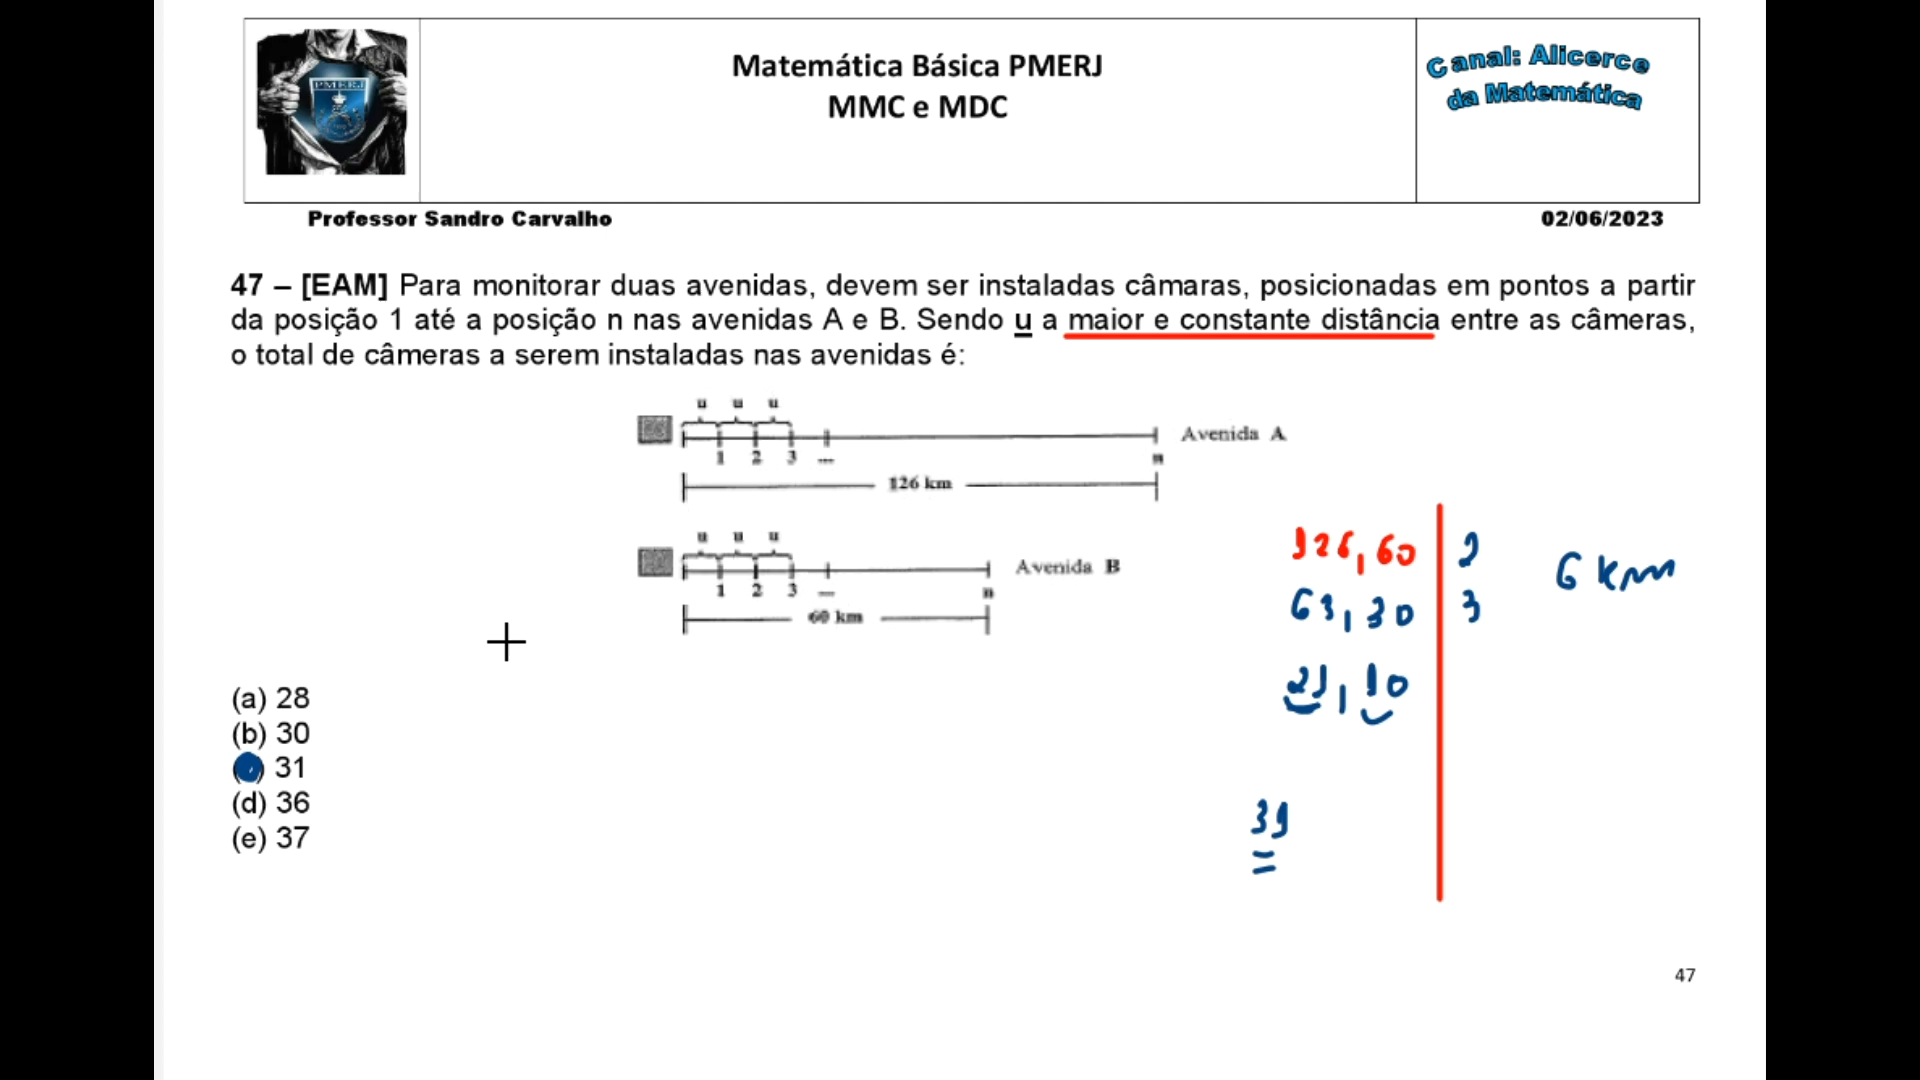 PMERJ
Matemática Básica PMERJ
MMC e MDC
Canal: Alicerce
da Matemática
Professor Sandro Carvalho
02/06/2023
47 – [EAM] Para monitorar duas avenidas, devem ser instaladas câmaras, posicionadas em pontos a partir
da posição 1 até a posição n nas avenidas A e B. Sendo u a maior e constante distância entre as câmeras,
o total de câmeras a serem instaladas nas avenidas é:
u u u
Avenida A
1 2 3 ... n
126 km
u u u
Avenida B
1 2 3 ... n
60 km
126, 60 2
6 km
63, 30 3
21, 10
(a) 28
(b) 30
31
(d) 36
(e) 37
31
47